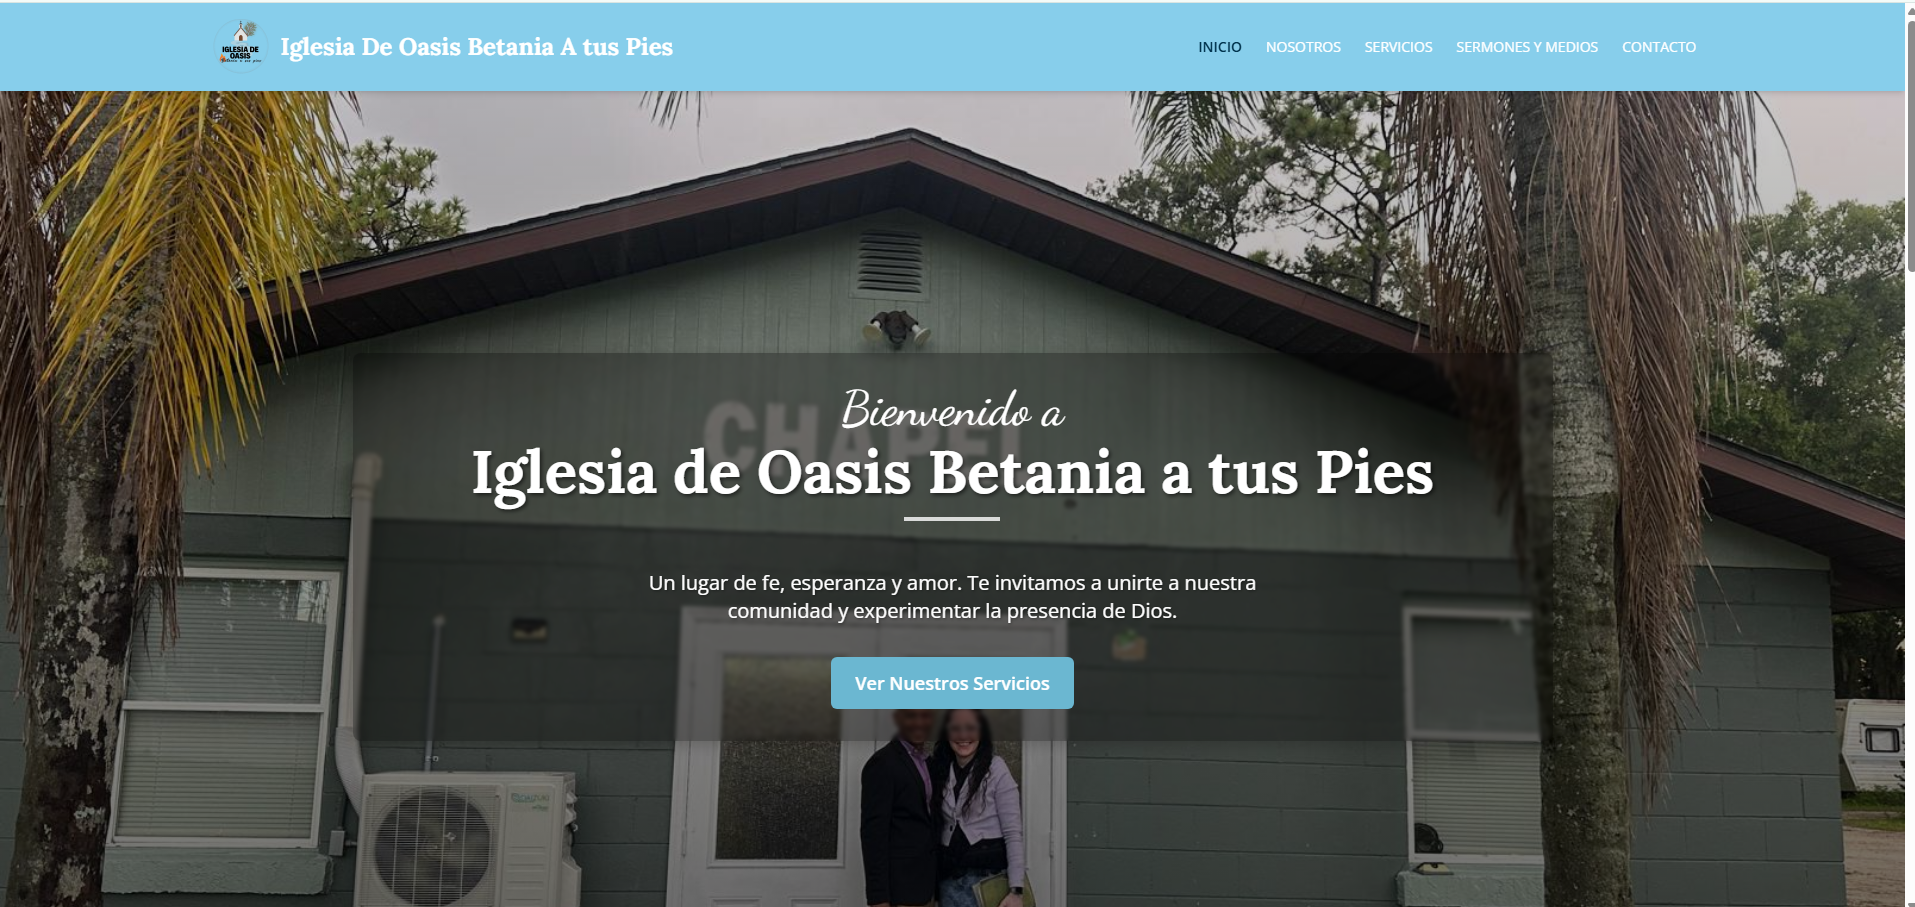 IGLESIA DE
OASIS
Iglesia De Oasis Betania A tus Pies
INICIO NOSOTROS SERVICIOS SERMONES Y MEDIOS CONTACTO
CHAPEL
Bienvenido a
Iglesia de Oasis Betania a tus Pies
Un lugar de fe, esperanza y amor. Te invitamos a unirte a nuestra
comunidad y experimentar la presencia de Dios.
Ver Nuestros Servicios